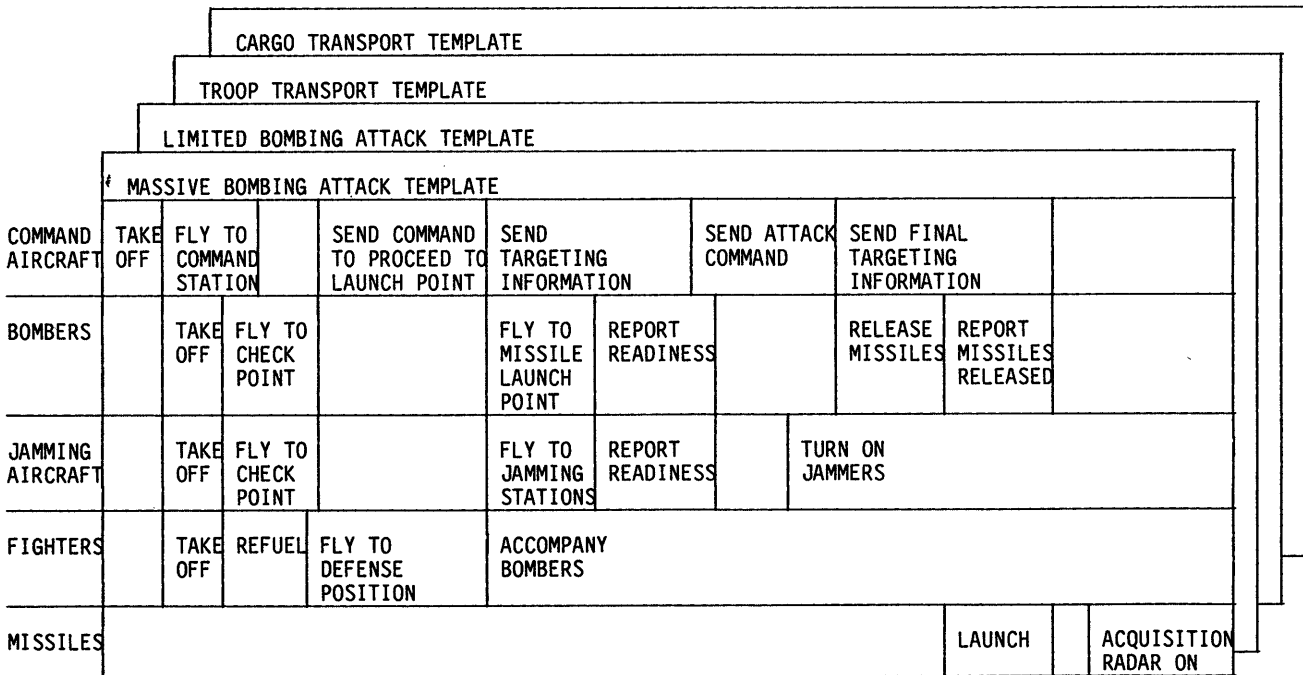 CARGO TRANSPORT TEMPLATE
TROOP TRANSPORT TEMPLATE
LIMITED BOMBING ATTACK TEMPLATE
MASSIVE BOMBING ATTACK TEMPLATE
COMMAND TAKE FLY TO SEND COMMAND SEND SEND ATTACK SEND FINAL
AIRCRAFT OFF COMMAND TO PROCEED TO TARGETING COMMAND TARGETING
STATION LAUNCH POINT INFORMATION INFORMATION
BOMBERS TAKE FLY TO FLY TO REPORT RELEASE REPORT
OFF CHECK MISSILE READINESS MISSILES MISSILES
POINT LAUNCH RELEASED
POINT
JAMMING TAKE FLY TO FLY TO REPORT TURN ON
AIRCRAFT OFF CHECK JAMMING READINESS JAMMERS
POINT STATIONS
FIGHTERS TAKE REFUEL FLY TO ACCOMPANY
OFF DEFENSE BOMBERS
POSITION
MISSILES LAUNCH ACQUISITION
RADAR ON